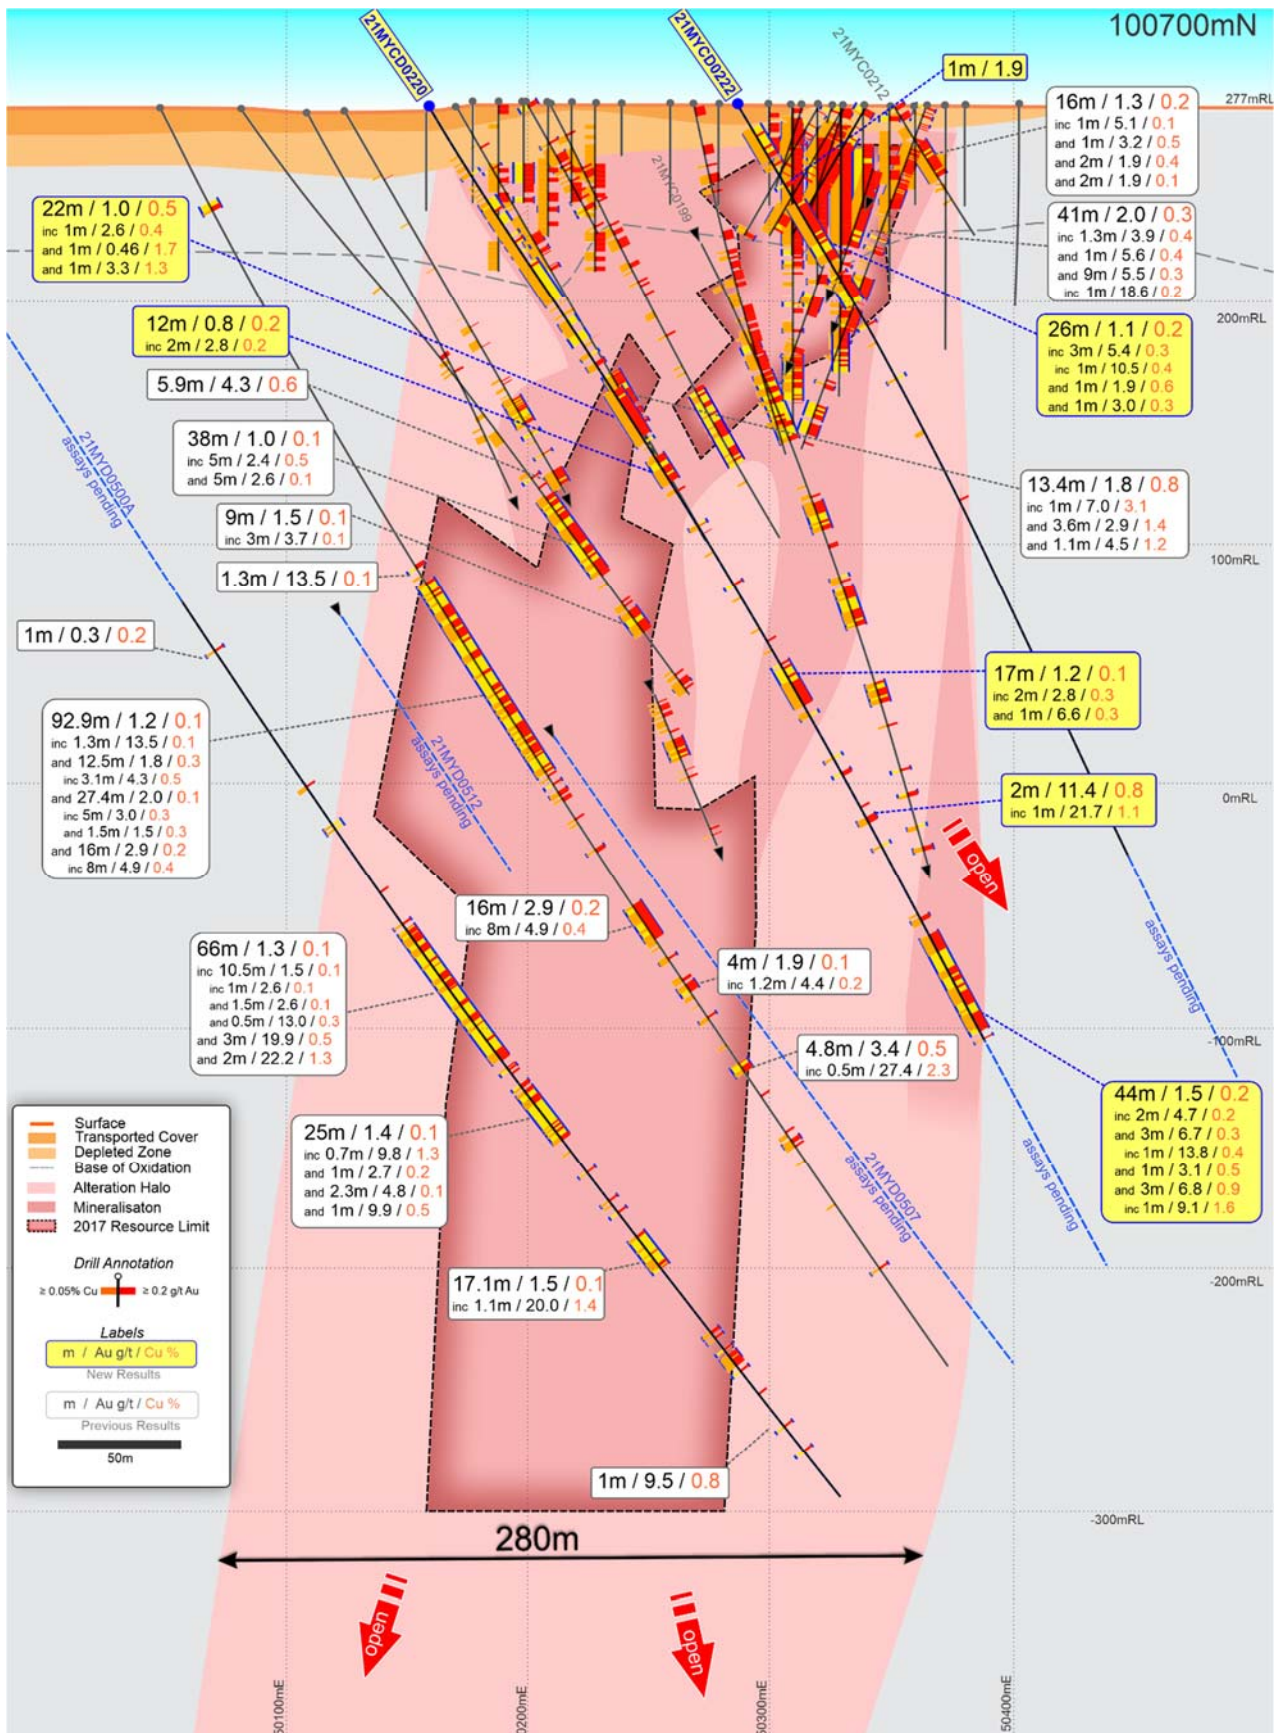 100700mN
21MYCD0220
21MYCD0222
21MYC0212
1m / 1.9
277mRL
16m / 1.3 / 0.2
inc 1m / 5.1 / 0.1
and 1m / 3.2 / 0.5
and 2m / 1.9 / 0.4
and 2m / 1.9 / 0.1
21MYC0199
22m / 1.0 / 0.5
inc 1m / 2.6 / 0.4
and 1m / 0.46 / 1.7
and 1m / 3.3 / 1.3
41m / 2.0 / 0.3
inc 1.3m / 3.9 / 0.4
and 1m / 5.6 / 0.4
and 9m / 5.5 / 0.3
inc 1m / 18.6 / 0.2
200mRL
12m / 0.8 / 0.2
inc 2m / 2.8 / 0.2
26m / 1.1 / 0.2
inc 3m / 5.4 / 0.3
inc 1m / 10.5 / 0.4
and 1m / 1.9 / 0.6
and 1m / 3.0 / 0.3
5.9m / 4.3 / 0.6
38m / 1.0 / 0.1
inc 5m / 2.4 / 0.5
and 5m / 2.6 / 0.1
21MYD0500A
assays pending
13.4m / 1.8 / 0.8
inc 1m / 7.0 / 3.1
and 3.6m / 2.9 / 1.4
and 1.1m / 4.5 / 1.2
9m / 1.5 / 0.1
inc 3m / 3.7 / 0.1
100mRL
1.3m / 13.5 / 0.1
1m / 0.3 / 0.2
17m / 1.2 / 0.1
inc 2m / 2.8 / 0.3
and 1m / 6.6 / 0.3
92.9m / 1.2 / 0.1
inc 1.3m / 13.5 / 0.1
and 12.5m / 1.8 / 0.3
inc 3.1m / 4.3 / 0.5
and 27.4m / 2.0 / 0.1
inc 5m / 3.0 / 0.3
and 1.5m / 1.5 / 0.3
and 16m / 2.9 / 0.2
inc 8m / 4.9 / 0.4
21MYD0512
assays pending
0mRL
2m / 11.4 / 0.8
inc 1m / 21.7 / 1.1
open
16m / 2.9 / 0.2
inc 8m / 4.9 / 0.4
66m / 1.3 / 0.1
inc 10.5m / 1.5 / 0.1
inc 1m / 2.6 / 0.1
and 1.5m / 2.6 / 0.1
and 0.5m / 13.0 / 0.3
and 3m / 19.9 / 0.5
and 2m / 22.2 / 1.3
4m / 1.9 / 0.1
inc 1.2m / 4.4 / 0.2
assays pending
-100mRL
4.8m / 3.4 / 0.5
inc 0.5m / 27.4 / 2.3
44m / 1.5 / 0.2
inc 2m / 4.7 / 0.2
and 3m / 6.7 / 0.3
inc 1m / 13.8 / 0.4
and 1m / 3.1 / 0.5
and 3m / 6.8 / 0.9
inc 1m / 9.1 / 1.6
25m / 1.4 / 0.1
inc 0.7m / 9.8 / 1.3
and 1m / 2.7 / 0.2
and 2.3m / 4.8 / 0.1
and 1m / 9.9 / 0.5
21MYD0507
assays pending
assays pending
-200mRL
17.1m / 1.5 / 0.1
inc 1.1m / 20.0 / 1.4
1m / 9.5 / 0.8
-300mRL
Surface
Transported Cover
Depleted Zone
Base of Oxidation
Alteration Halo
Mineralisaton
2017 Resource Limit
Drill Annotation
≥ 0.05% Cu
≥ 0.2 g/t Au
Labels
m / Au g/t / Cu %
New Results
m / Au g/t / Cu %
Previous Results
50m
280m
open
open
50100mE
50200mE
50300mE
50400mE